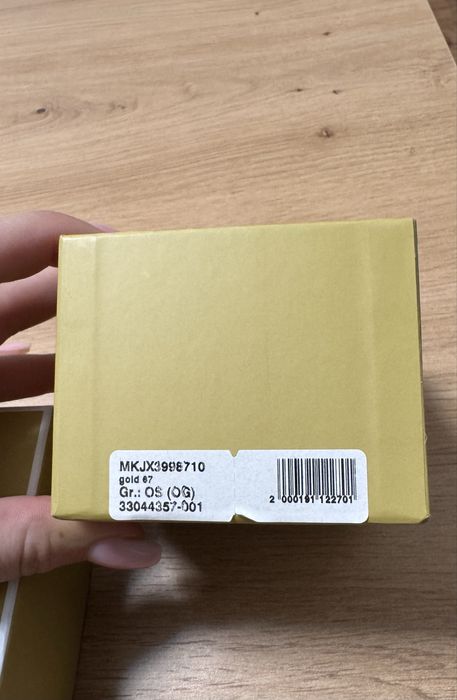 MKJX3998710
gold 67
Gr.: OS (OG)
33044357-001
2 000191 122701